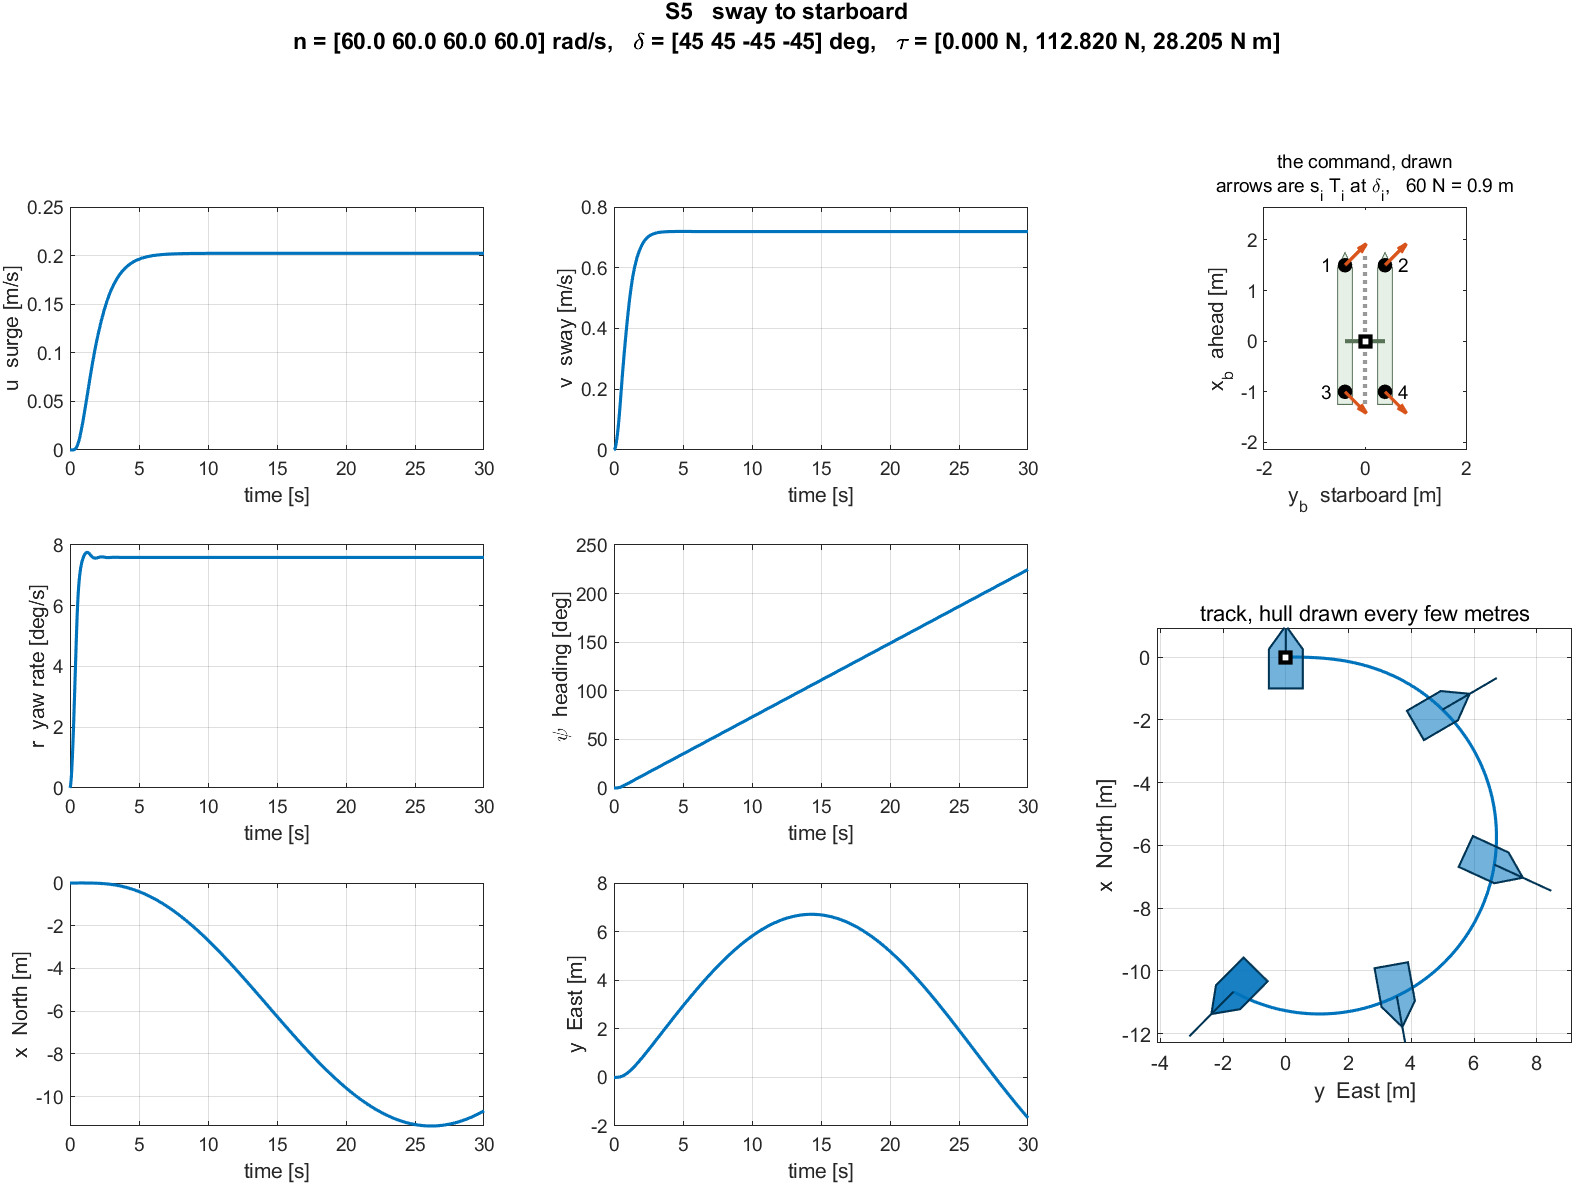 S5 sway to starboard
n = [60.0 60.0 60.0 60.0] rad/s, δ = [45 45 -45 -45] deg, τ = [0.000 N, 112.820 N, 28.205 N m]
u surge [m/s]
0.25
0.2
0.15
0.1
0.05
0
0 5 10 15 20 25 30
time [s]
v sway [m/s]
0.8
0.6
0.4
0.2
0
0 5 10 15 20 25 30
time [s]
the command, drawn
arrows are s_i T_i at δ_i, 60 N = 0.9 m
x_b ahead [m]
2
1
0
-1
-2
1 2
3 4
-2 0 2
y_b starboard [m]
r yaw rate [deg/s]
8
6
4
2
0
0 5 10 15 20 25 30
time [s]
ψ heading [deg]
250
200
150
100
50
0
0 5 10 15 20 25 30
time [s]
track, hull drawn every few metres
x North [m]
0
-2
-4
-6
-8
-10
-12
-4 -2 0 2 4 6 8
y East [m]
x North [m]
0
-2
-4
-6
-8
-10
0 5 10 15 20 25 30
time [s]
y East [m]
8
6
4
2
0
-2
0 5 10 15 20 25 30
time [s]